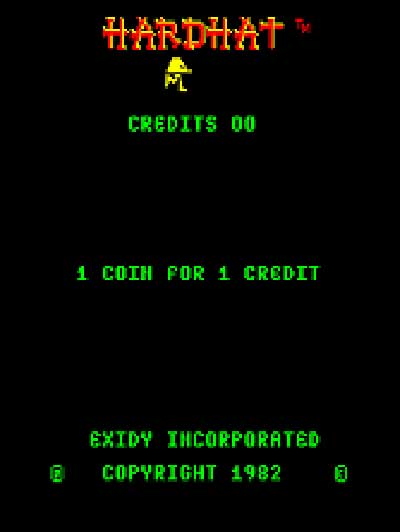 HARDHAT TM
CREDITS 00
1 COIN FOR 1 CREDIT
EXIDY INCORPORATED
© COPYRIGHT 1982